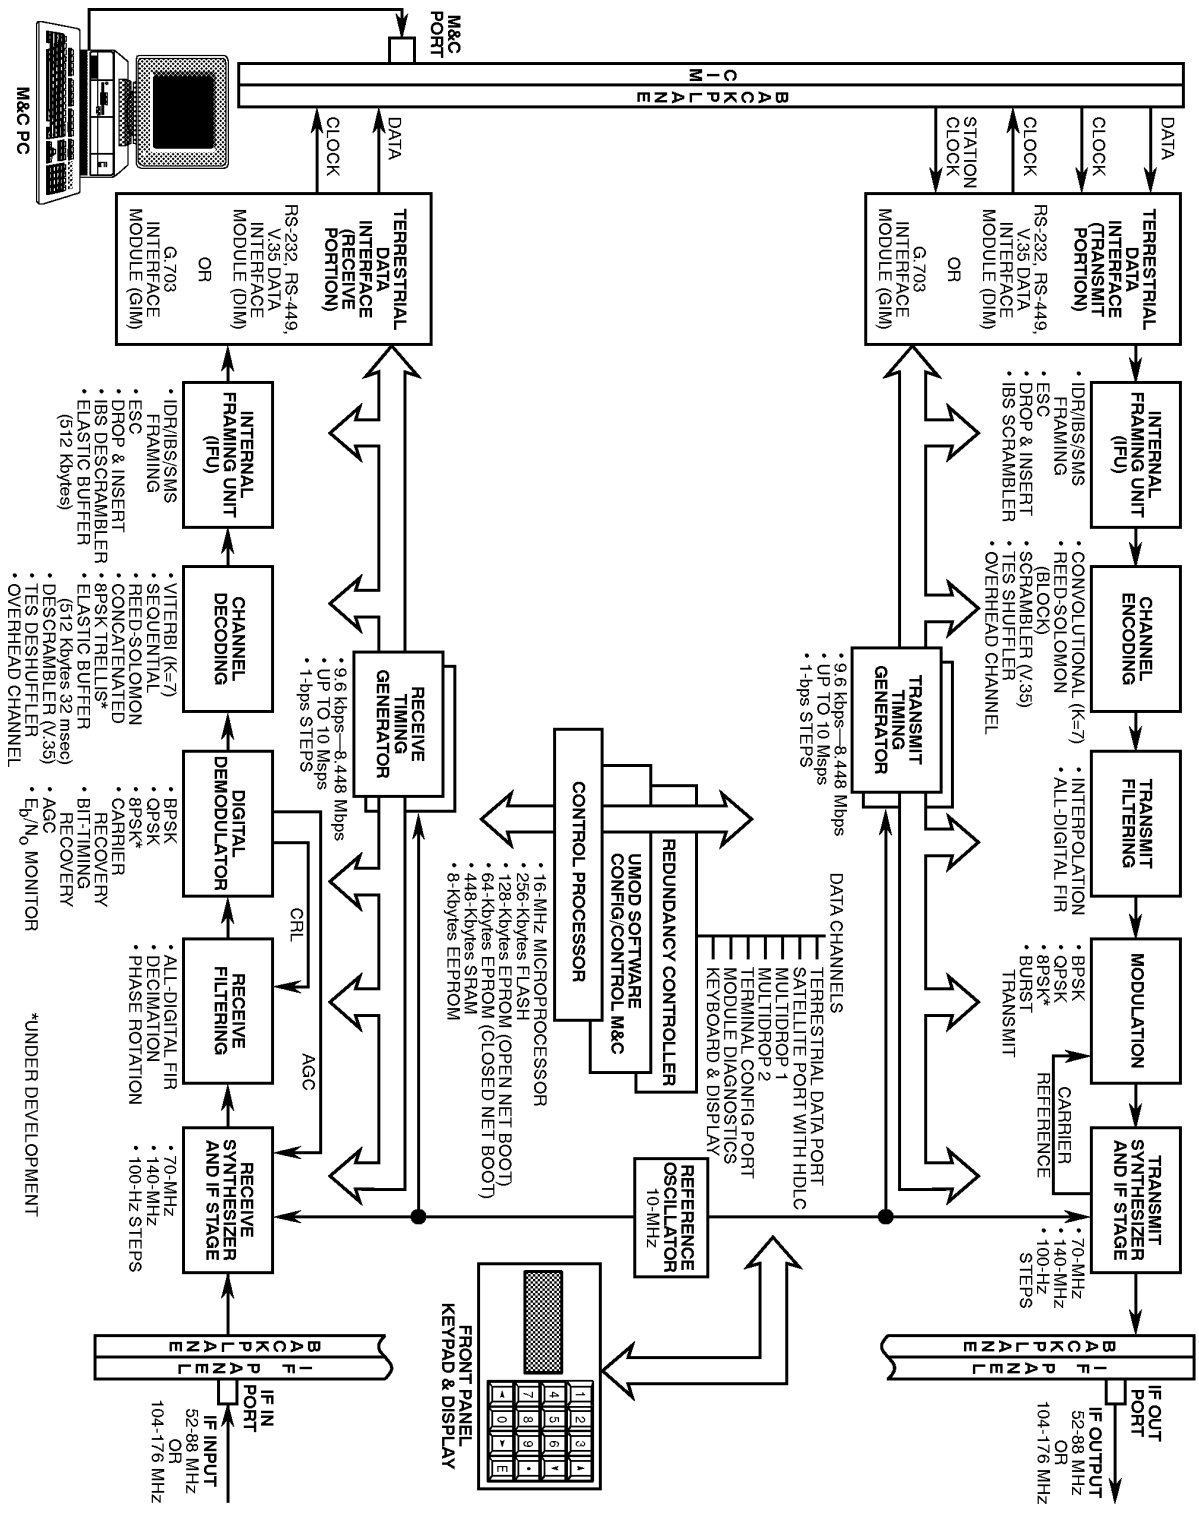 M&C
PORT
M&C PC
MIC
BACKPLANE
DATA
CLOCK
CLOCK
STATION
CLOCK
TERRESTRIAL
DATA
INTERFACE
(TRANSMIT
PORTION)
RS-232, RS-449,
V.35 DATA
INTERFACE
MODULE (DIM)
OR
G.703
INTERFACE
MODULE (GIM)
INTERNAL
FRAMING UNIT
(IFU)
• IDR/IBS/SMS
FRAMING
• ESC
• DROP & INSERT
• IBS SCRAMBLER
CHANNEL
ENCODING
• CONVOLUTIONAL (K=7)
• REED-SOLOMON
(BLOCK)
• SCRAMBLER (V.35)
• TES SHUFFLER
• OVERHEAD CHANNEL
TRANSMIT
FILTERING
• INTERPOLATION
• ALL-DIGITAL FIR
MODULATION
• BPSK
• QPSK
• 8PSK*
• BURST
TRANSMIT
CARRIER
REFERENCE
TRANSMIT
SYNTHESIZER
AND IF STAGE
• 70-MHz
• 140-MHz
• 100-Hz
STEPS
BACKPLANE
IF PANEL
IF OUT
PORT
IF OUTPUT
52-88 MHz
OR
104-176 MHz
TRANSMIT
TIMING
GENERATOR
• 9.6 kbps—8.448 Mbps
• UP TO 10 Msps
• 1-bps STEPS
DATA CHANNELS
TERRESTRIAL DATA PORT
SATELLITE PORT WITH HDLC
MULTIDROP 1
MULTIDROP 2
TERMINAL CONFIG PORT
MODULE DIAGNOSTICS
KEYBOARD & DISPLAY
REDUNDANCY CONTROLLER
UMOD SOFTWARE
CONFIG/CONTROL M&C
CONTROL PROCESSOR
• 16-MHz MICROPROCESSOR
• 256-Kbytes FLASH
• 128-Kbytes EPROM (OPEN NET BOOT)
• 64-Kbytes EPROM (CLOSED NET BOOT)
• 448-Kbytes SRAM
• 8-Kbytes EEPROM
REFERENCE
OSCILLATOR
10-MHz
1 2 3
4 5 6
7 8 9
0 E
FRONT PANEL
KEYPAD & DISPLAY
RECEIVE
TIMING
GENERATOR
• 9.6 kbps—8.448 Mbps
• UP TO 10 Msps
• 1-bps STEPS
DATA
CLOCK
TERRESTRIAL
DATA
INTERFACE
(RECEIVE
PORTION)
RS-232, RS-449,
V.35 DATA
INTERFACE
MODULE (DIM)
OR
G.703
INTERFACE
MODULE (GIM)
INTERNAL
FRAMING UNIT
(IFU)
• IDR/IBS/SMS
FRAMING
• ESC
• DROP & INSERT
• IBS DESCRAMBLER
• ELASTIC BUFFER
(512 Kbytes)
CHANNEL
DECODING
• VITERBI (K=7)
• SEQUENTIAL
• REED-SOLOMON
• CONCATENATED
• 8PSK TRELLIS*
• ELASTIC BUFFER
(512 Kbytes 32 msec)
• DESCRAMBLER (V.35)
• TES DESHUFFLER
• OVERHEAD CHANNEL
DIGITAL
DEMODULATOR
• BPSK
• QPSK
• 8PSK*
• CARRIER
RECOVERY
• BIT-TIMING
RECOVERY
• AGC
• Eb/No MONITOR
CRL
AGC
RECEIVE
FILTERING
• ALL-DIGITAL FIR
• DECIMATION
• PHASE ROTATION
RECEIVE
SYNTHESIZER
AND IF STAGE
• 70-MHz
• 140-MHz
• 100-Hz STEPS
BACKPLANE
IF PANEL
IF IN
PORT
IF INPUT
52-88 MHz
OR
104-176 MHz
*UNDER DEVELOPMENT